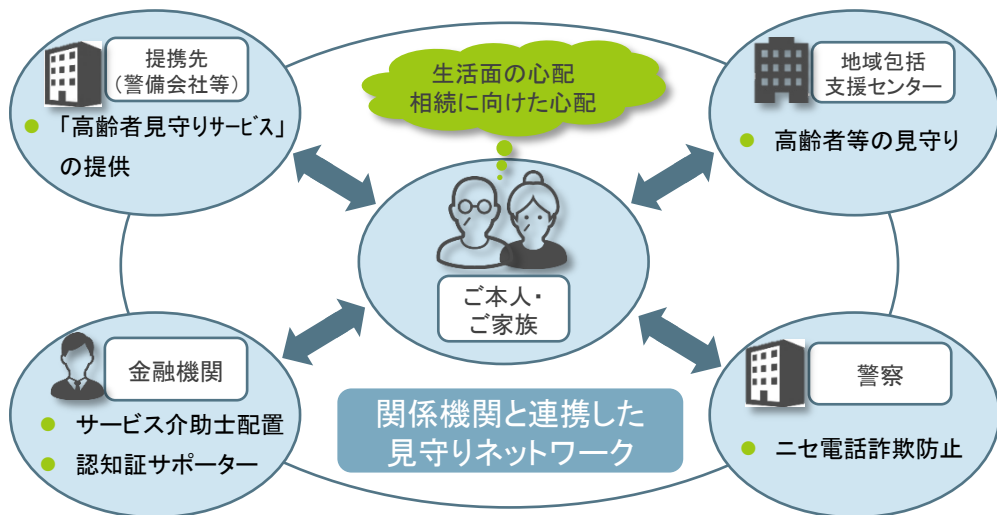 提携先
(警備会社等)
「高齢者見守りサービス」
の提供
生活面の心配
相続に向けた心配
地域包括
支援センター
高齢者等の見守り
ご本人・
ご家族
金融機関
サービス介助士配置
認知証サポーター
関係機関と連携した
見守りネットワーク
警察
ニセ電話詐欺防止